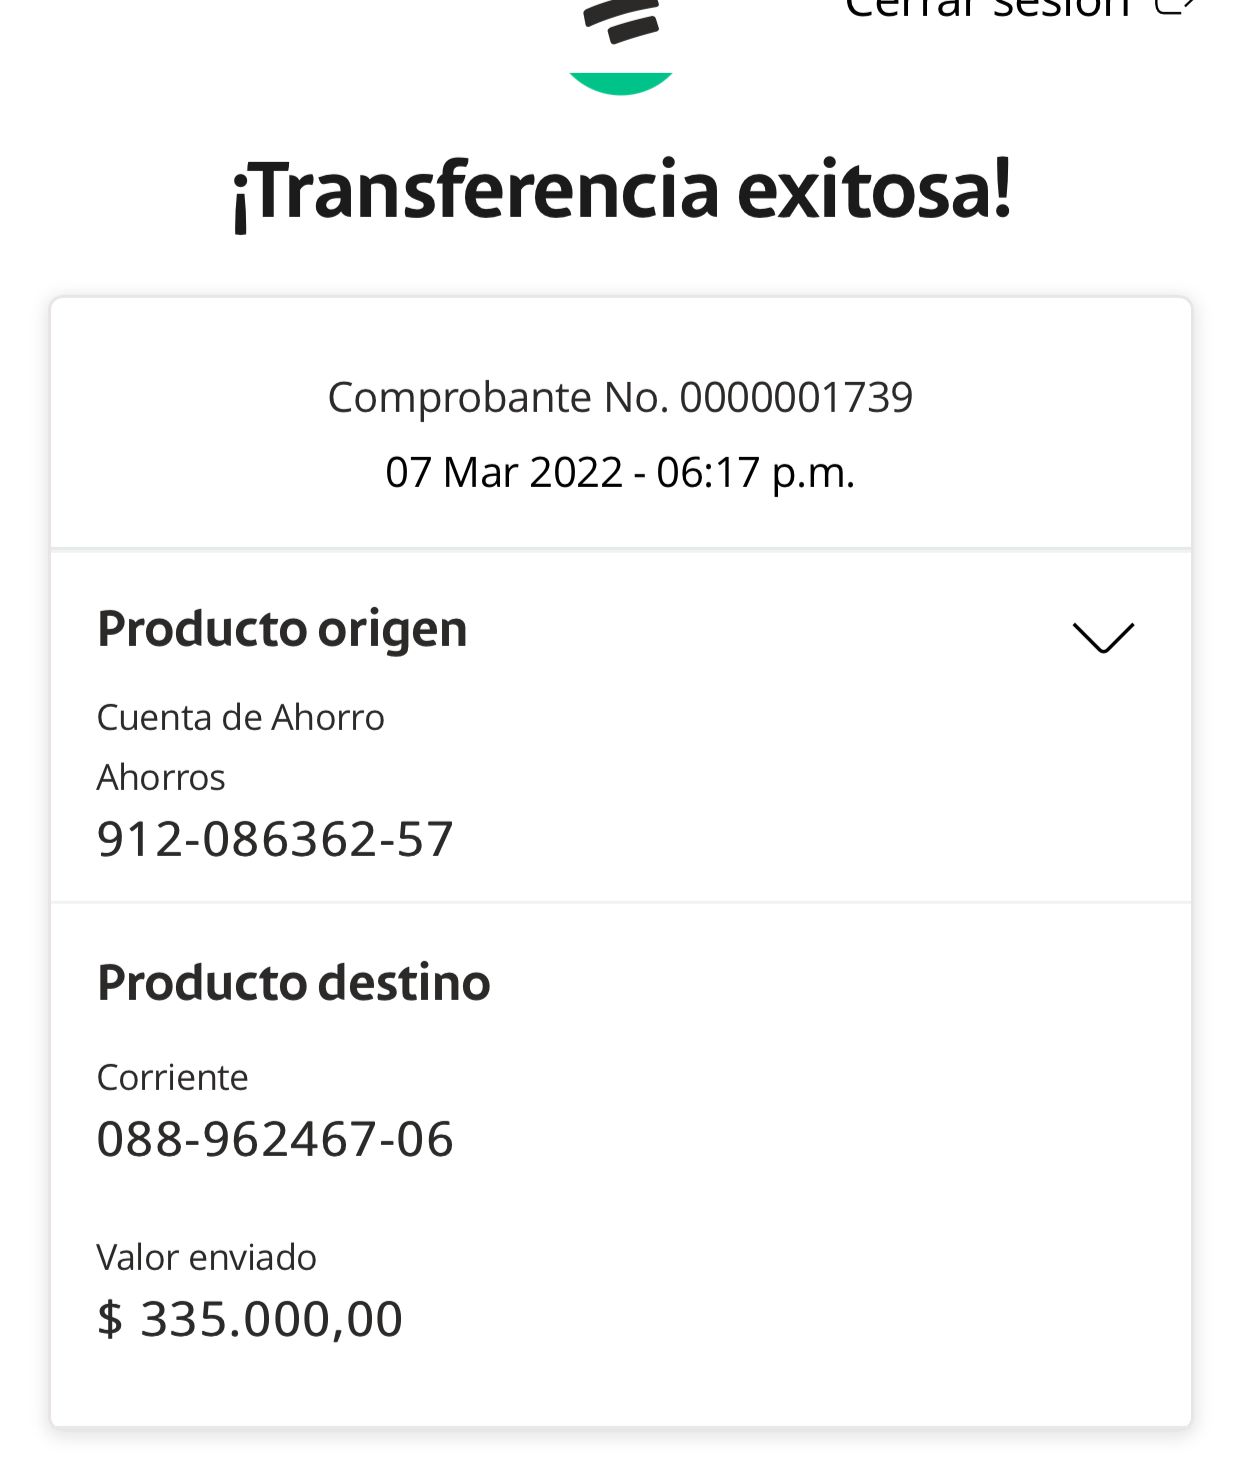 Cerrar sesión
¡Transferencia exitosa!
Comprobante No. 0000001739
07 Mar 2022 - 06:17 p.m.
Producto origen
Cuenta de Ahorro
Ahorros
912-086362-57
Producto destino
Corriente
088-962467-06
Valor enviado
$ 335.000,00